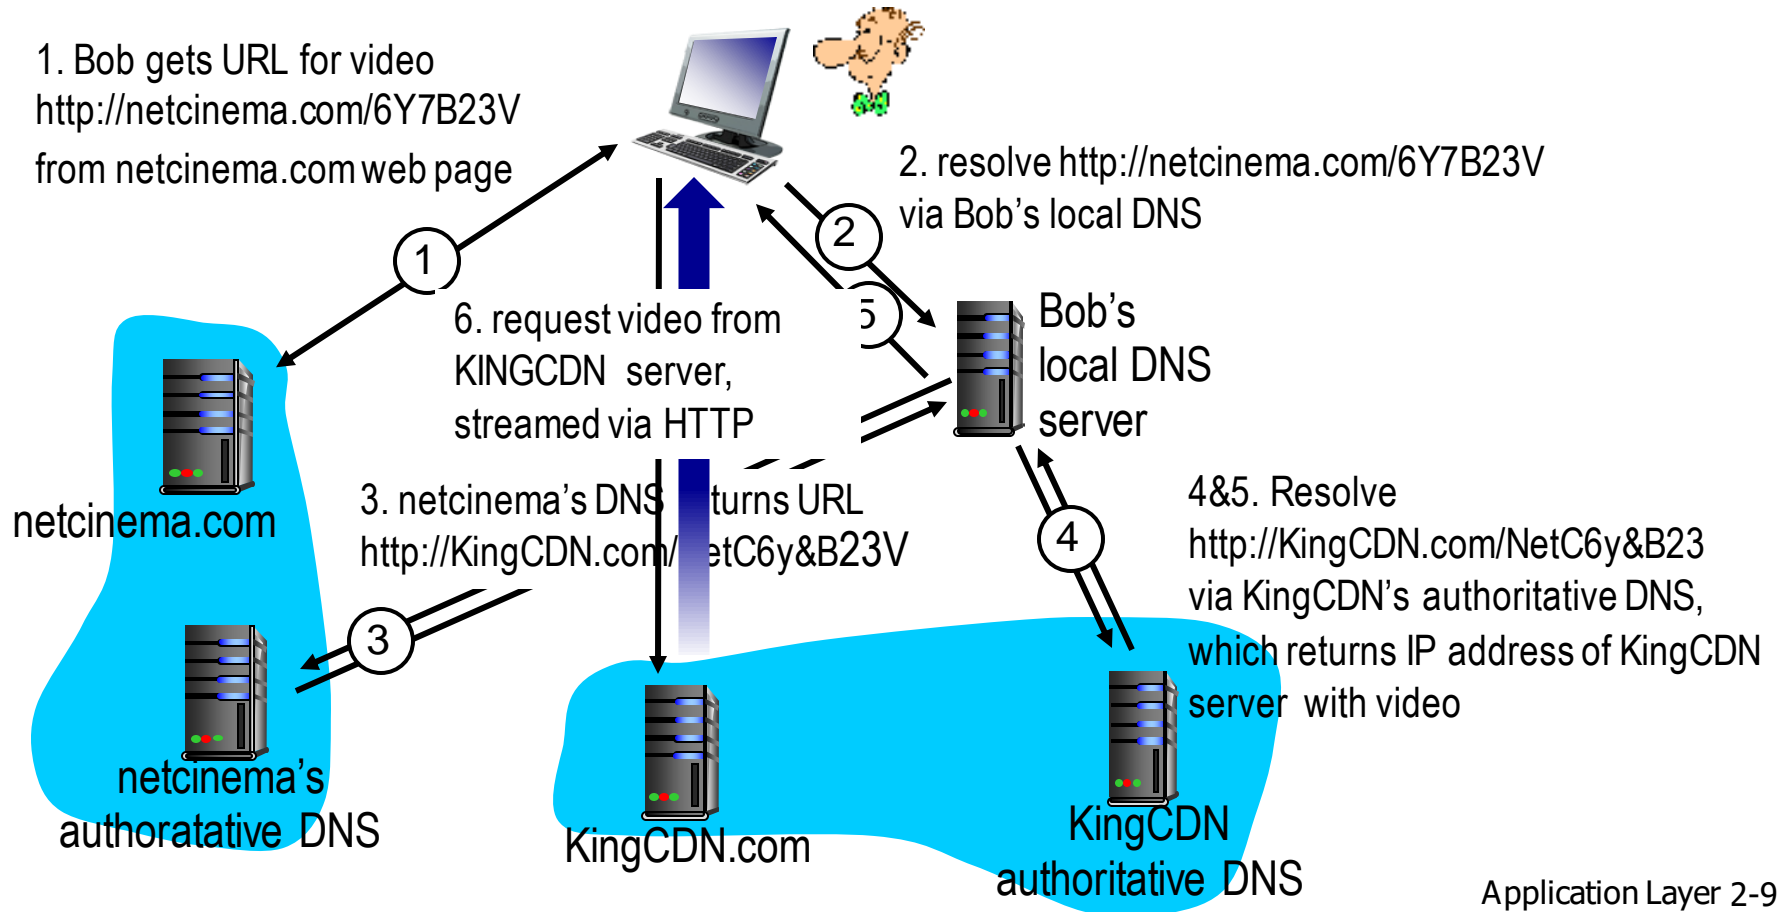 1. Bob gets URL for video
http://netcinema.com/6Y7B23V
from netcinema.com web page
2. resolve http://netcinema.com/6Y7B23V
via Bob's local DNS
1
2
5
6. request video from
KINGCDN server,
streamed via HTTP
Bob's
local DNS
server
netcinema.com
3. netcinema's DNS turns URL
http://KingCDN.com/ etC6y&B23V
4
4&5. Resolve
http://KingCDN.com/NetC6y&B23
via KingCDN's authoritative DNS,
which returns IP address of KingCDN
server with video
3
netcinema's
authoratative DNS
KingCDN.com
KingCDN
authoritative DNS
Application Layer 2-9